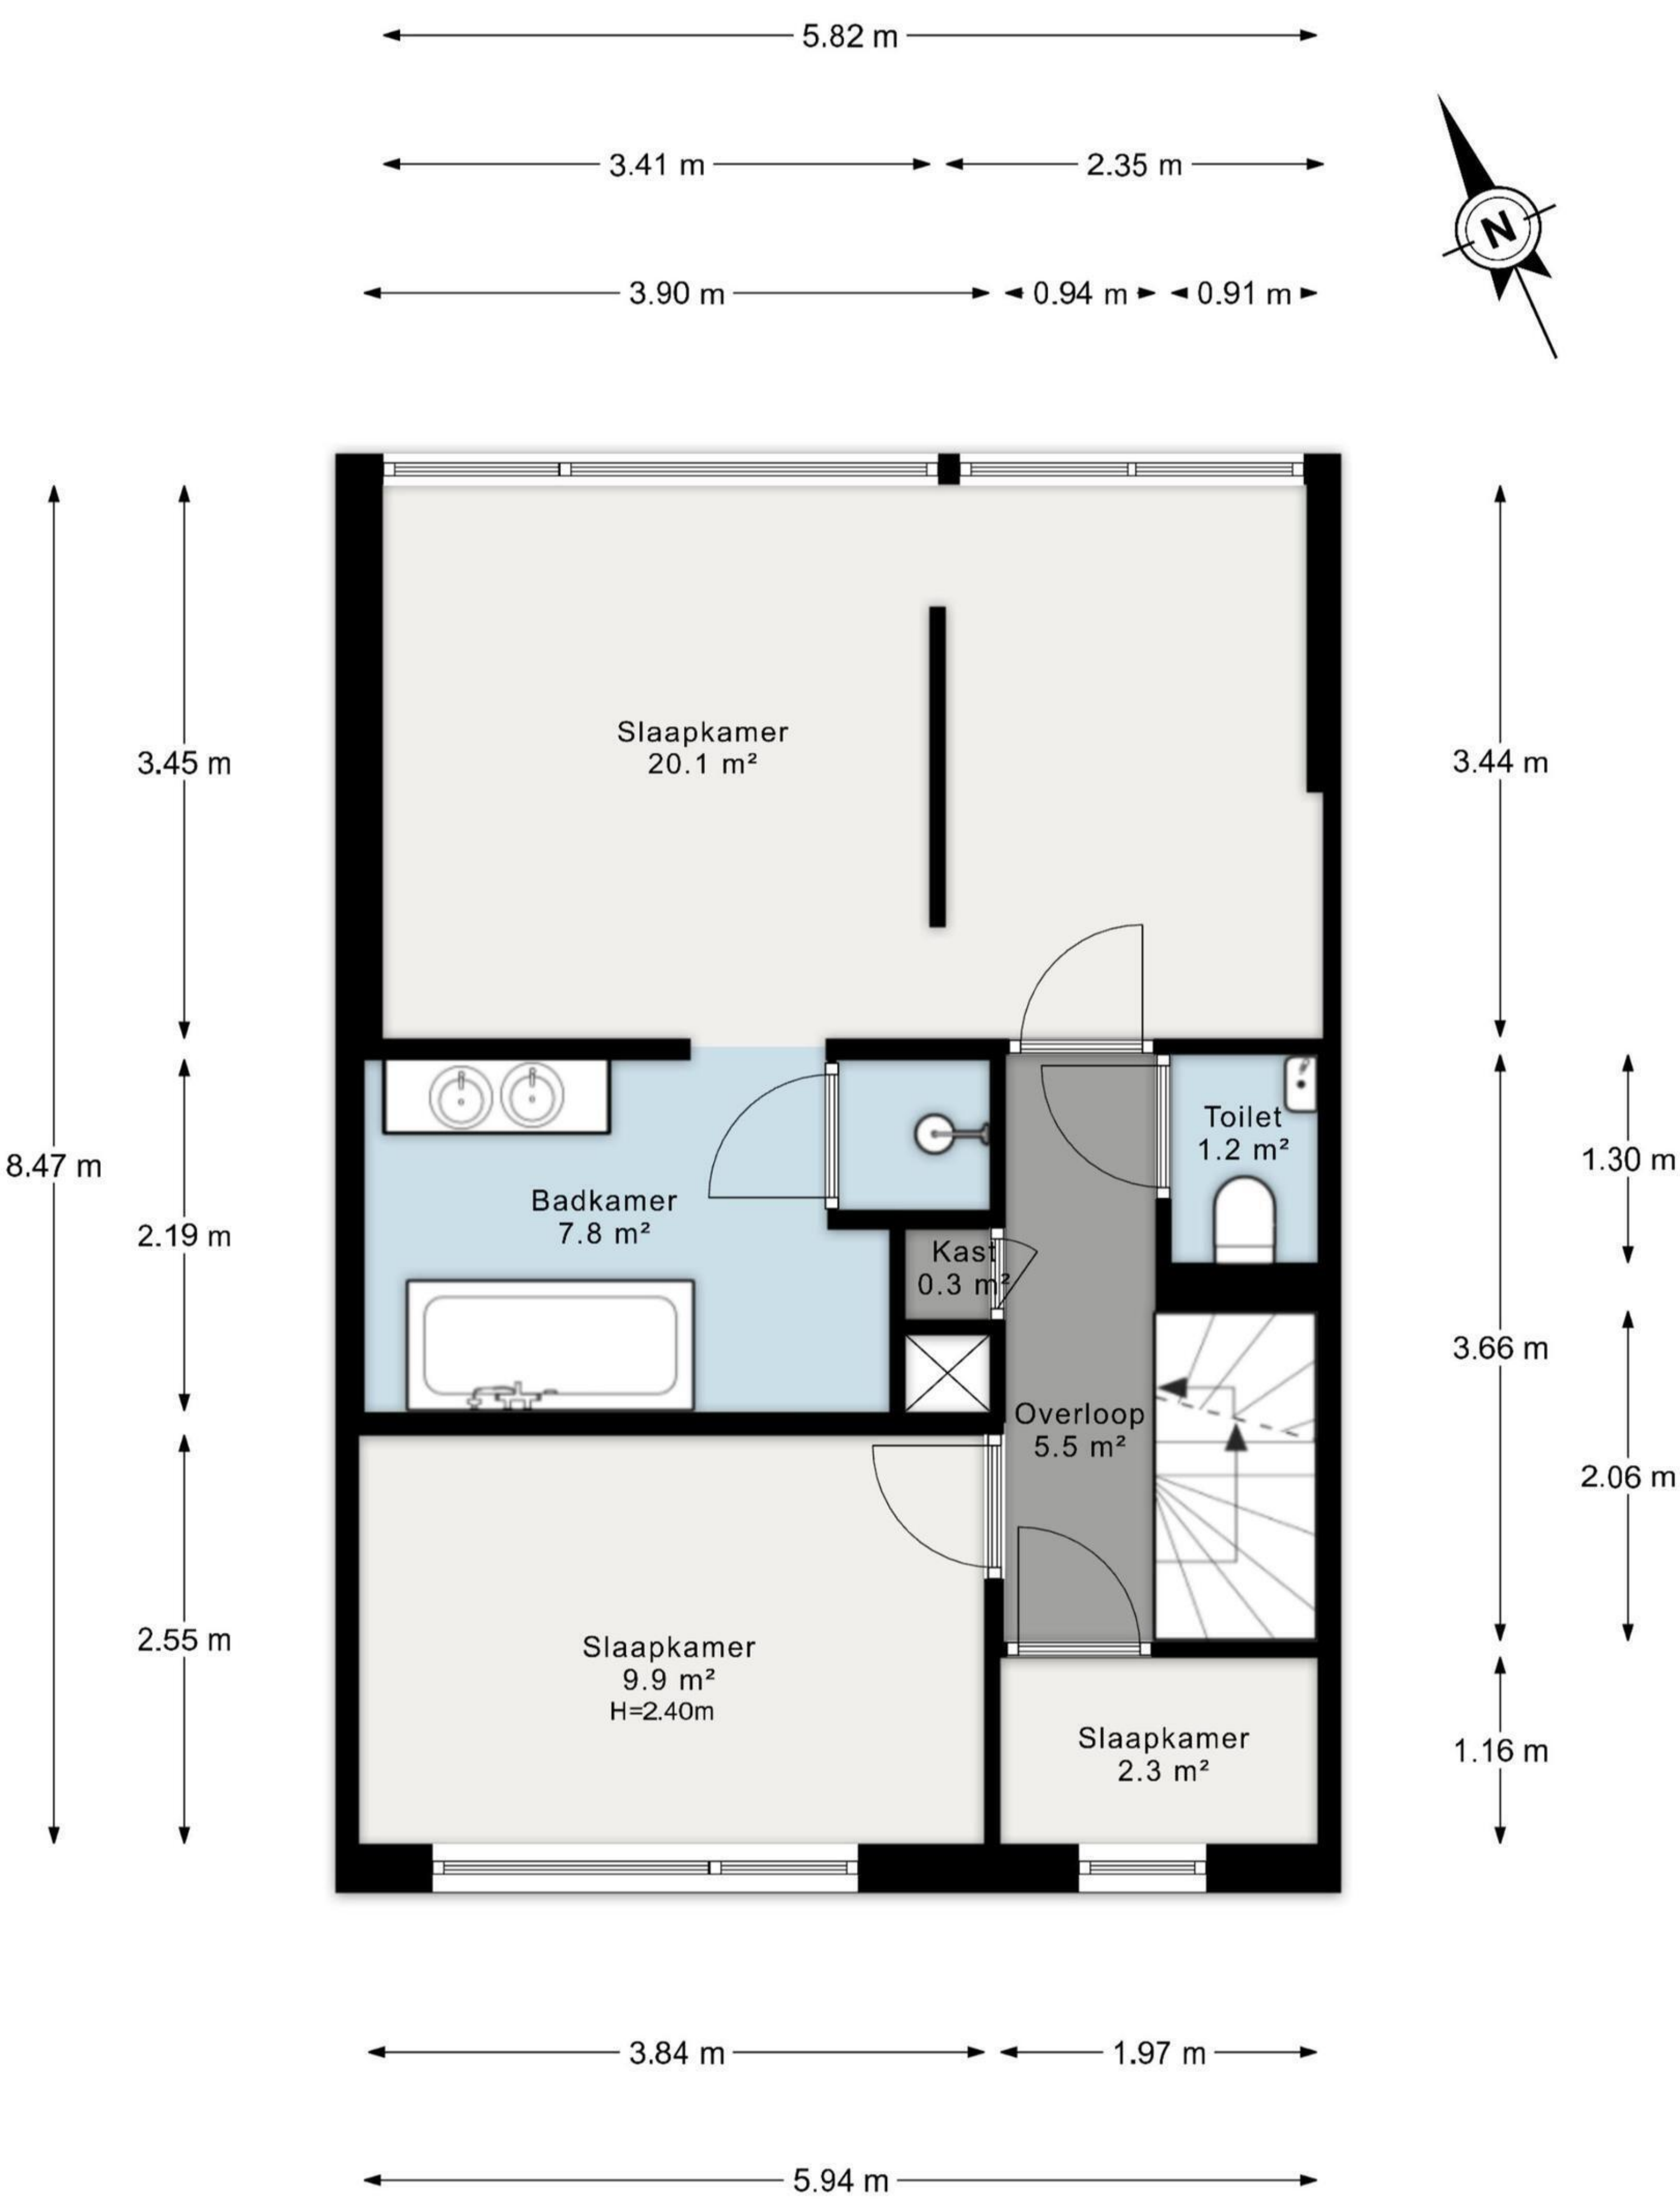 5.82 m
3.41 m
2.35 m
3.90 m
0.94 m
0.91 m
N
Slaapkamer
20.1 m²
3.45 m
3.44 m
Toilet
1.2 m²
1.30 m
8.47 m
2.19 m
Badkamer
7.8 m²
Kast
0.3 m²
3.66 m
Overloop
5.5 m²
2.06 m
2.55 m
Slaapkamer
9.9 m²
H=2.40m
Slaapkamer
2.3 m²
1.16 m
3.84 m
1.97 m
5.94 m